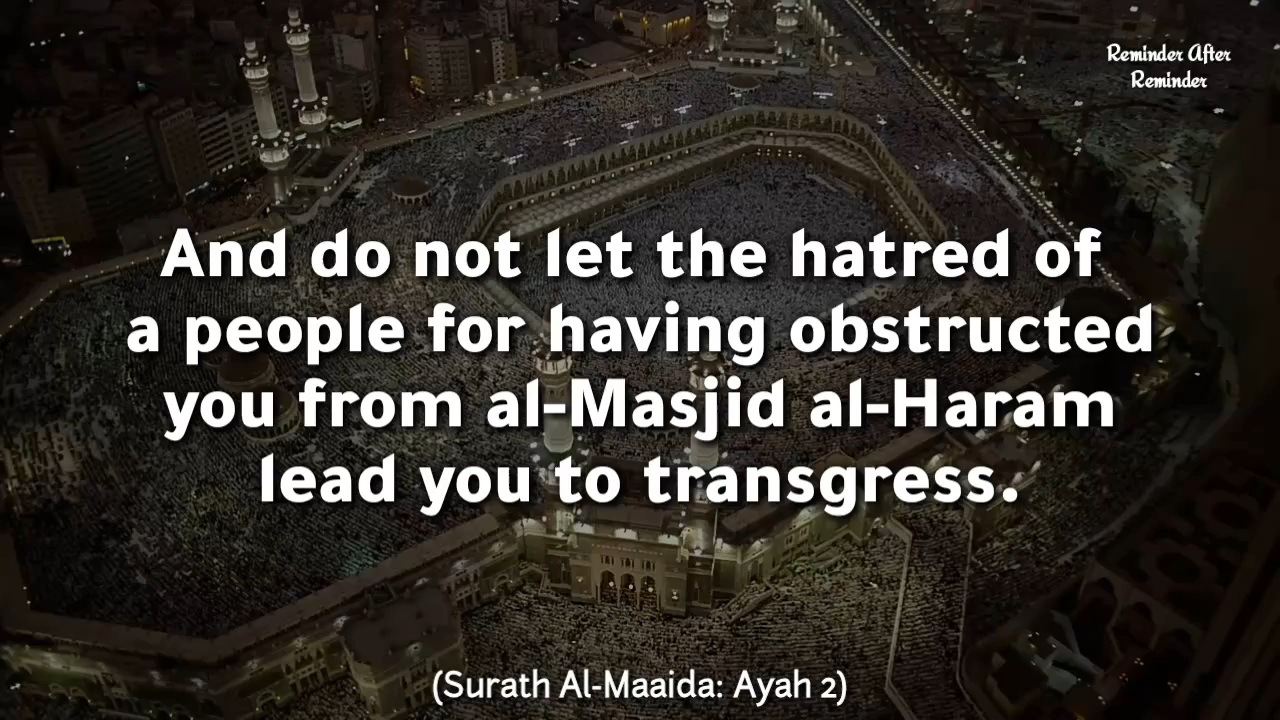 Reminder After
Reminder
And do not let the hatred of
a people for having obstructed
you from al-Masjid al-Haram
lead you to transgress.
(Surath Al-Maaida: Ayah 2)